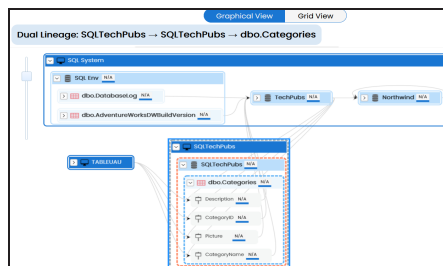 Graphical View Grid View
Dual Lineage: SQLTechPubs → SQLTechPubs → dbo.Categories
SQL System
SQL Env N/A
dbo.DatabaseLog N/A
TechPubs N/A
Northwind N/A
dbo.AdventureWorksDWBuildVersion N/A
SQLTechPubs
TABLEUAU
SQLTechPubs N/A
dbo.Categories N/A
Description N/A
CategoryID N/A
Picture N/A
CategoryName N/A